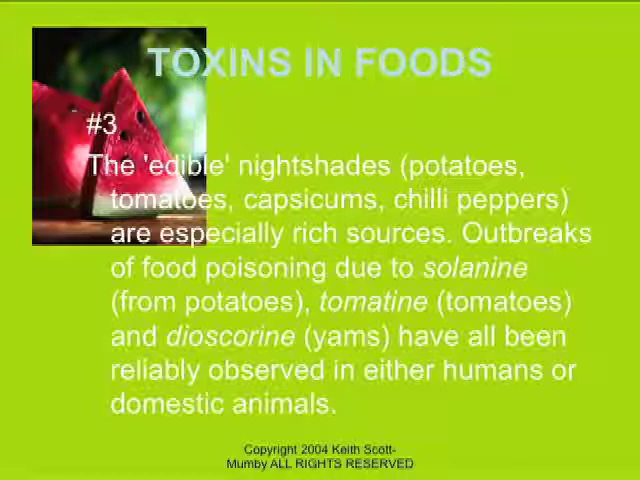 TOXINS IN FOODS
#3
The 'edible' nightshades (potatoes,
tomatoes, capsicums, chilli peppers)
are especially rich sources. Outbreaks
of food poisoning due to solanine
(from potatoes), tomatine (tomatoes)
and dioscorine (yams) have all been
reliably observed in either humans or
domestic animals.
Copyright 2004 Keith Scott-
Mumby ALL RIGHTS RESERVED